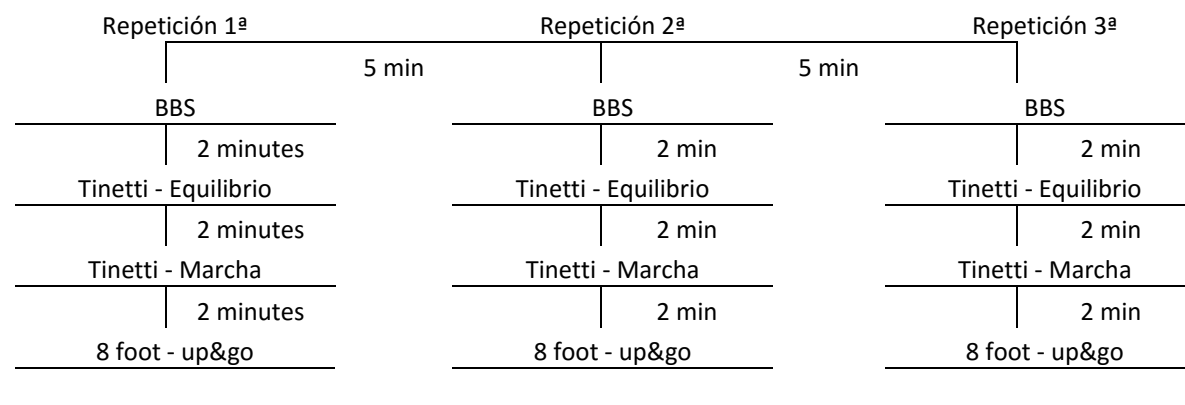 Repetición 1ª Repetición 2ª Repetición 3ª
5 min 5 min
BBS BBS BBS
2 minutes 2 min 2 min
Tinetti - Equilibrio Tinetti - Equilibrio Tinetti - Equilibrio
2 minutes 2 min 2 min
Tinetti - Marcha Tinetti - Marcha Tinetti - Marcha
2 minutes 2 min 2 min
8 foot - up&go 8 foot - up&go 8 foot - up&go